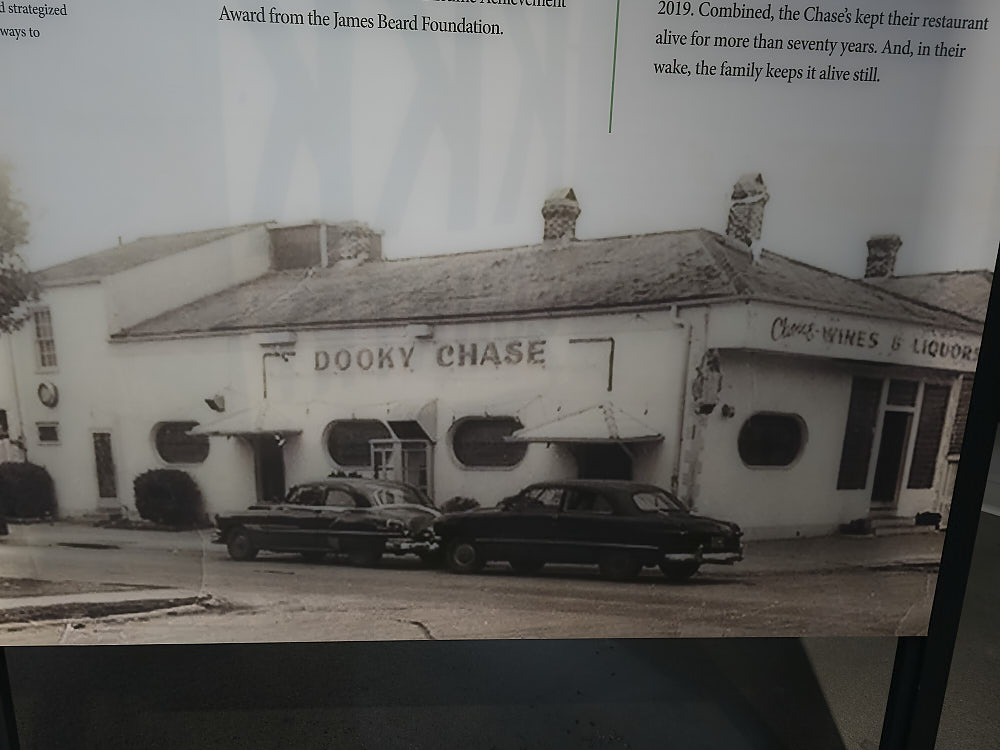 d strategized
ways to
Achievement
Award from the James Beard Foundation.
2019. Combined, the Chase's kept their restaurant
alive for more than seventy years. And, in their
wake, the family keeps it alive still.
DOOKY CHASE
Chase WINES & LIQUORS